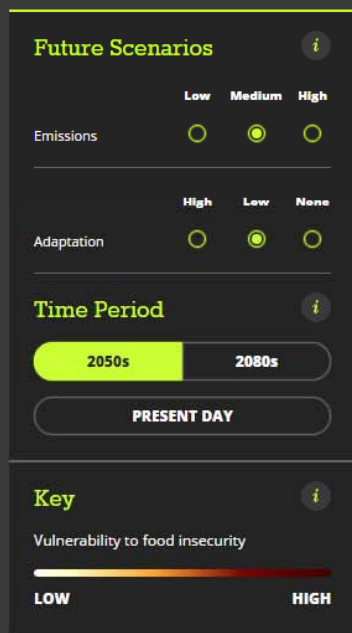 Future Scenarios i
Low Medium High
Emissions
High Low None
Adaptation
Time Period i
2050s 2080s
PRESENT DAY
Key i
Vulnerability to food insecurity
LOW HIGH